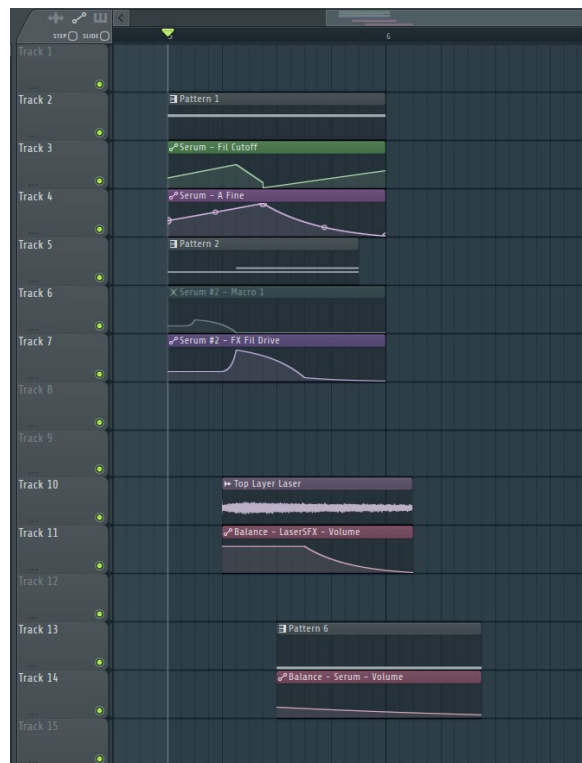 STEP SLIDE
6
Track 1
Track 2
Pattern 1
Track 3
Serum - Fil Cutoff
Track 4
Serum - A Fine
Track 5
Pattern 2
Track 6
Serum #2 - Macro 1
Track 7
Serum #2 - FX Fil Drive
Track 8
Track 9
Track 10
Top Layer Laser
Track 11
Balance - LaserSFX - Volume
Track 12
Track 13
Pattern 6
Track 14
Balance - Serum - Volume
Track 15